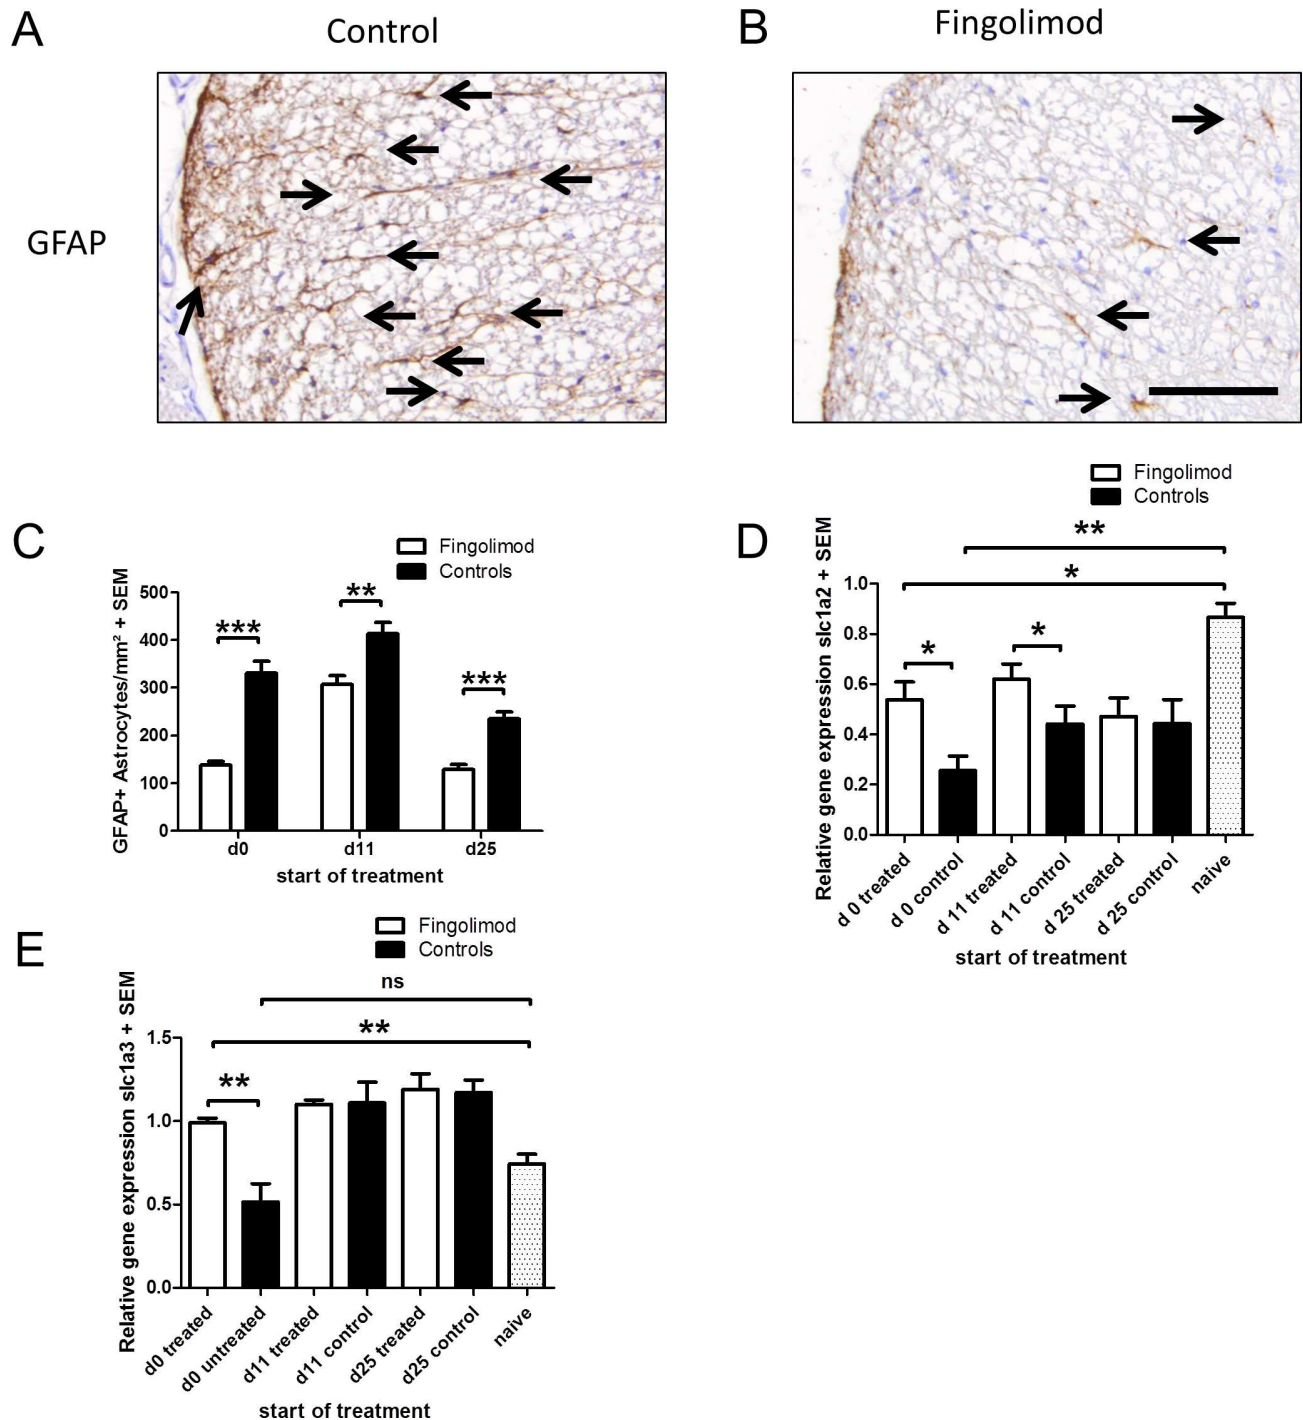 A
Control
B
Fingolimod
GFAP
C
Fingolimod
Controls
GFAP+ Astrocytes/mm² + SEM
500
400
300
200
100
0
***
**
***
d0
d11
d25
start of treatment
D
Fingolimod
Controls
Relative gene expression slc1a2 + SEM
1.0
0.8
0.6
0.4
0.2
0.0
**
*
*
*
d 0 treated
d 0 control
d 11 treated
d 11 control
d 25 treated
d 25 control
naive
start of treatment
E
Fingolimod
Controls
Relative gene expression slc1a3 + SEM
1.5
1.0
0.5
0.0
ns
**
**
d0 treated
d0 untreated
d11 treated
d11 control
d25 treated
d25 control
naive
start of treatment